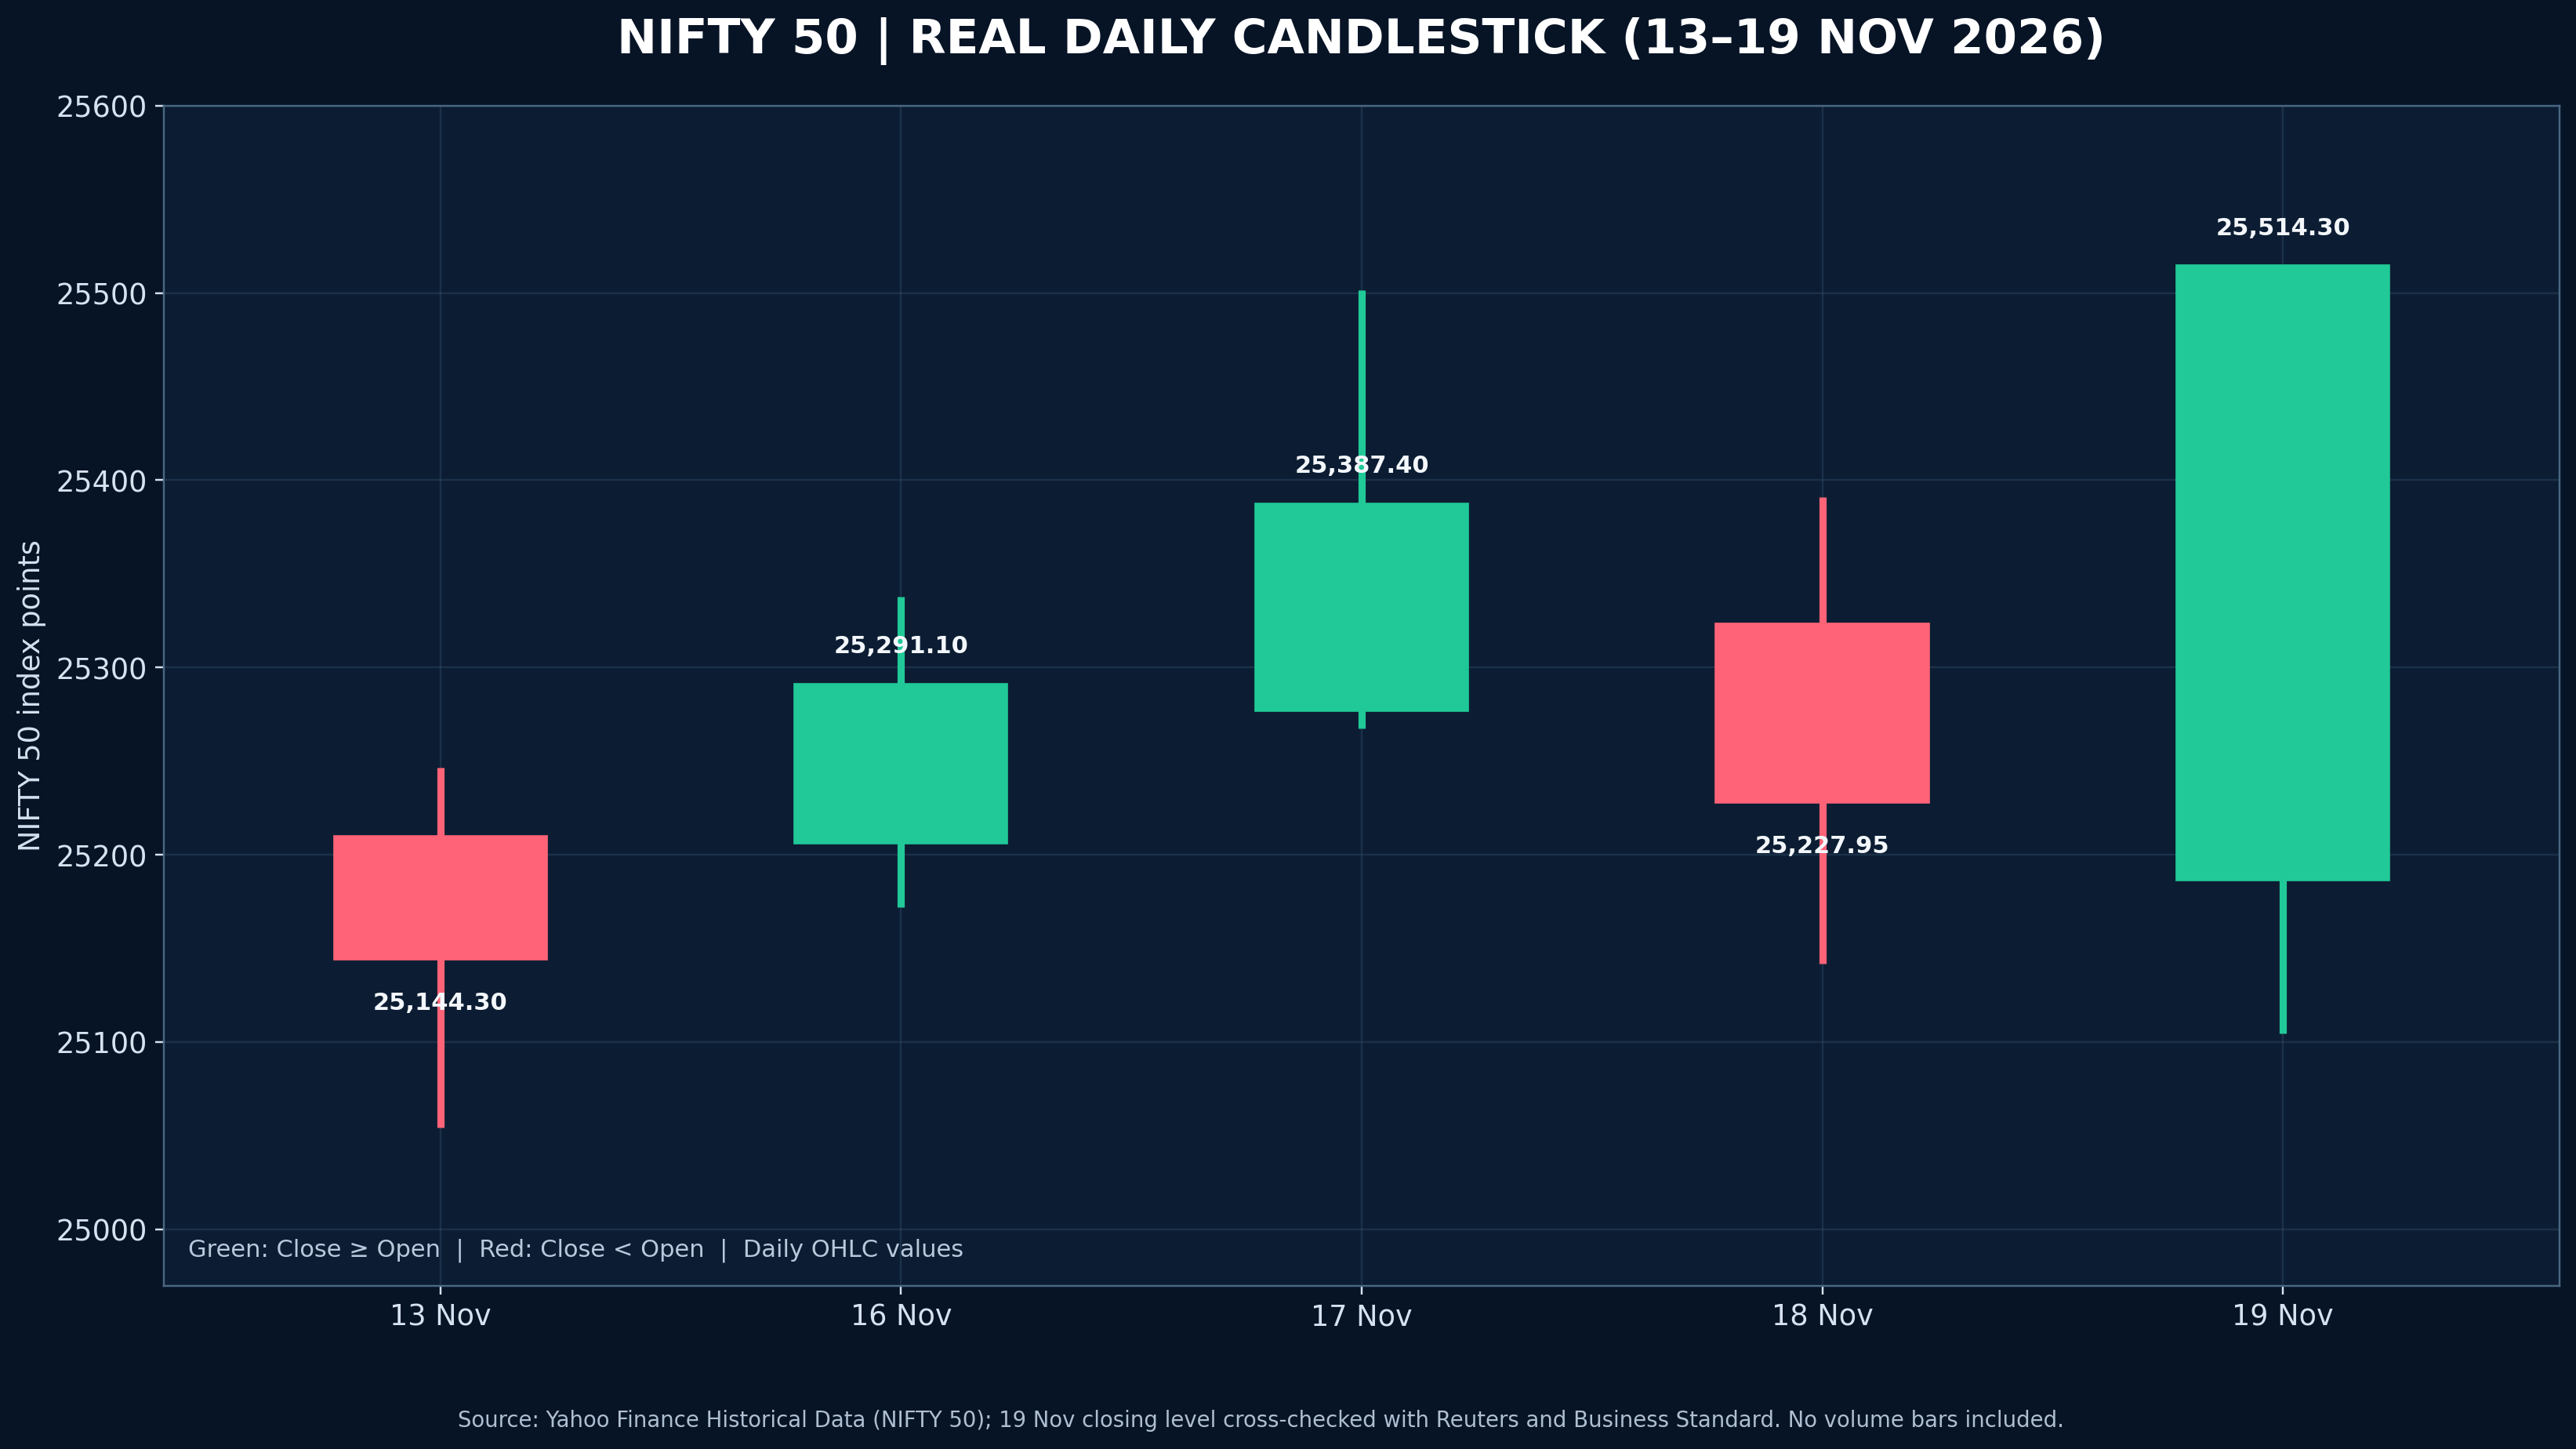 NIFTY 50 | REAL DAILY CANDLESTICK (13–19 NOV 2026)
25600
25500
25400
25300
25200
25100
25000
NIFTY 50 index points
25,144.30
25,291.10
25,387.40
25,227.95
25,514.30
Green: Close ≥ Open | Red: Close < Open | Daily OHLC values
13 Nov
16 Nov
17 Nov
18 Nov
19 Nov
Source: Yahoo Finance Historical Data (NIFTY 50); 19 Nov closing level cross-checked with Reuters and Business Standard. No volume bars included.